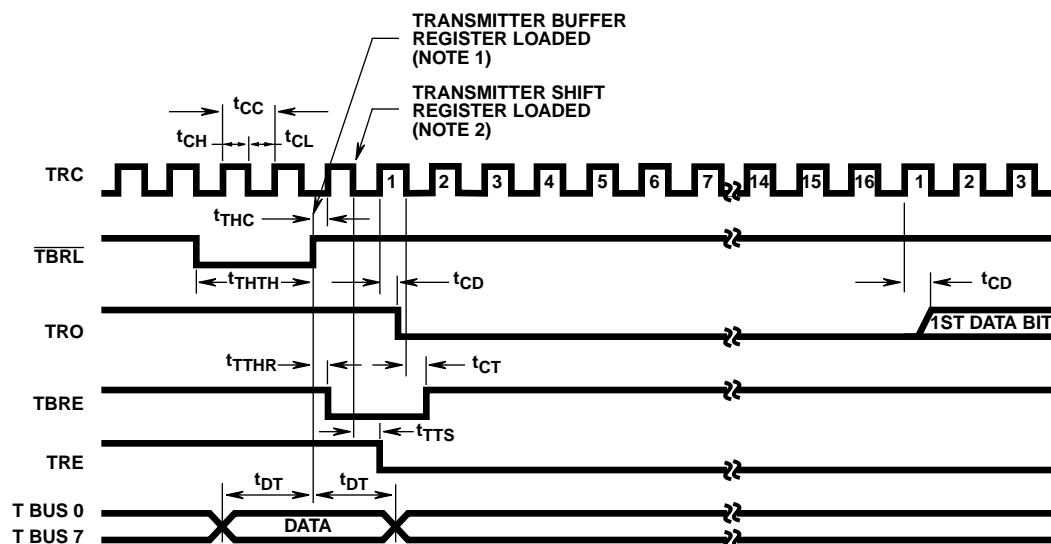 TRANSMITTER BUFFER
REGISTER LOADED
(NOTE 1)
TRANSMITTER SHIFT
REGISTER LOADED
(NOTE 2)
tCC
tCH
tCL
TRC
1 2 3 4 5 6 7 14 15 16 1 2 3
tTHC
TBRL
tTHTH
tCD
tCD
TRO
1ST DATA BIT
tTTHR
tCT
TBRE
tTTS
TRE
tDT
tDT
T BUS 0
DATA
T BUS 7